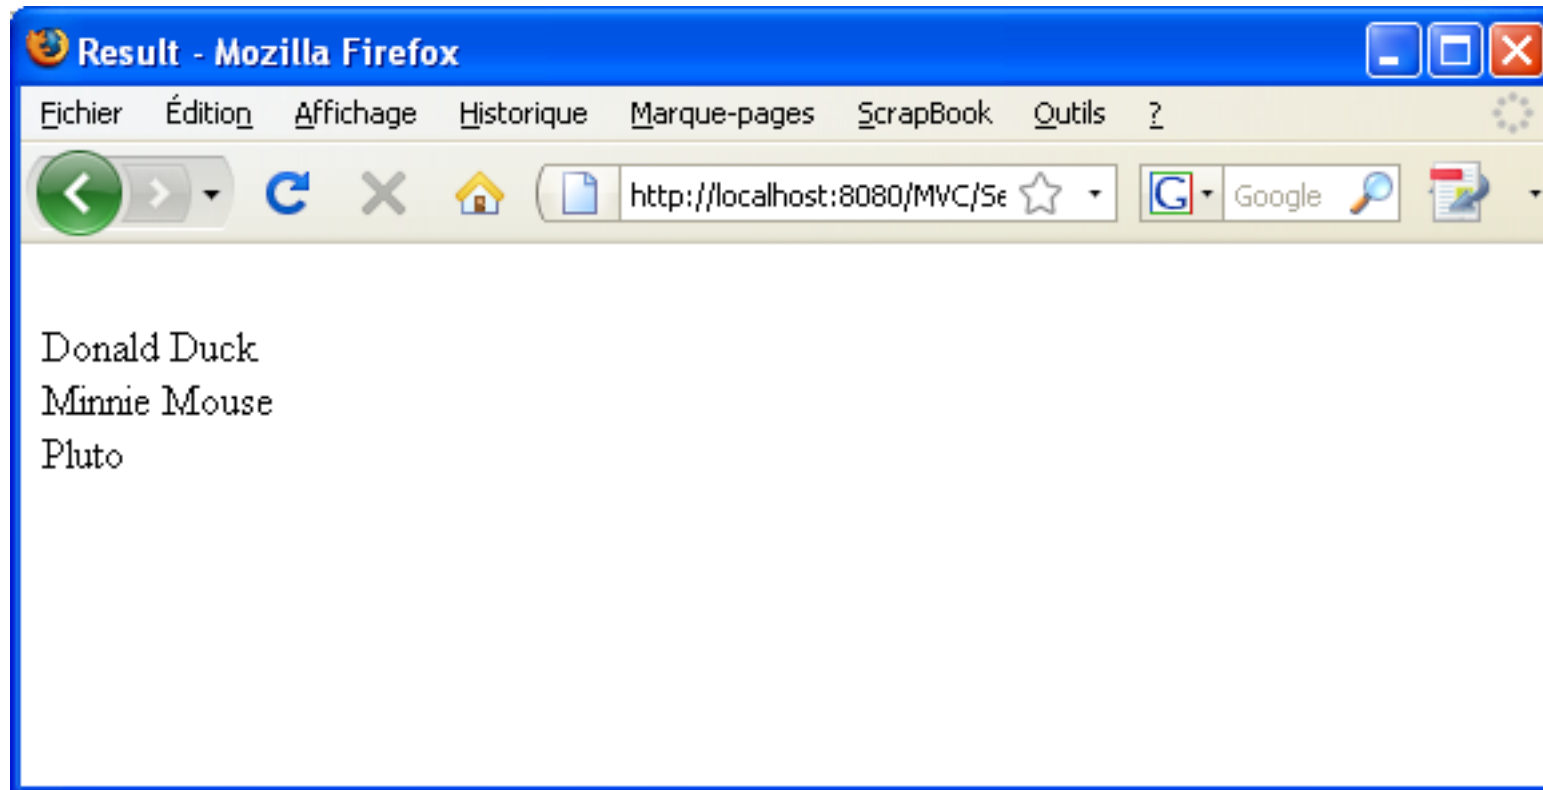 Result - Mozilla Firefox
Fichier Édition Affichage Historique Marque-pages ScrapBook Outils ?
http://localhost:8080/MVC/Se G Google
Donald Duck
Minnie Mouse
Pluto